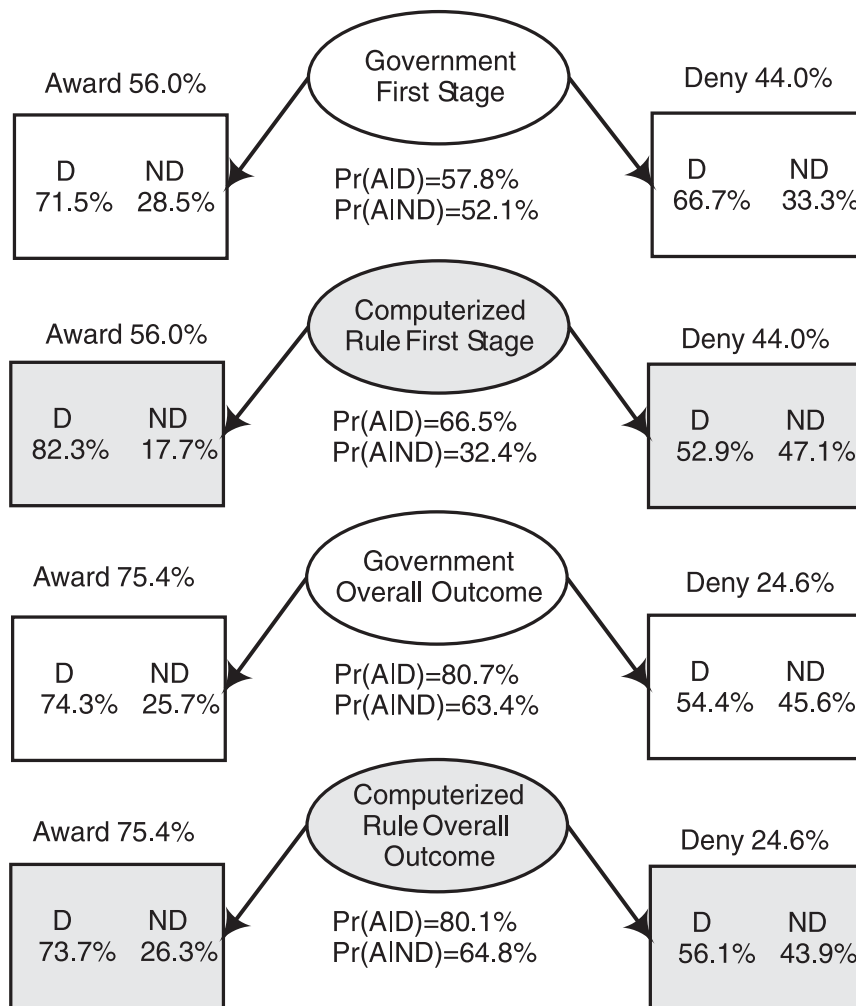 Government
First Stage
Award 56.0%
Deny 44.0%
D ND
71.5% 28.5%
Pr(A|D)=57.8%
Pr(A|ND)=52.1%
D ND
66.7% 33.3%
Computerized
Rule First Stage
Award 56.0%
Deny 44.0%
D ND
82.3% 17.7%
Pr(A|D)=66.5%
Pr(A|ND)=32.4%
D ND
52.9% 47.1%
Government
Overall Outcome
Award 75.4%
Deny 24.6%
D ND
74.3% 25.7%
Pr(A|D)=80.7%
Pr(A|ND)=63.4%
D ND
54.4% 45.6%
Computerized
Rule Overall
Outcome
Award 75.4%
Deny 24.6%
D ND
73.7% 26.3%
Pr(A|D)=80.1%
Pr(A|ND)=64.8%
D ND
56.1% 43.9%